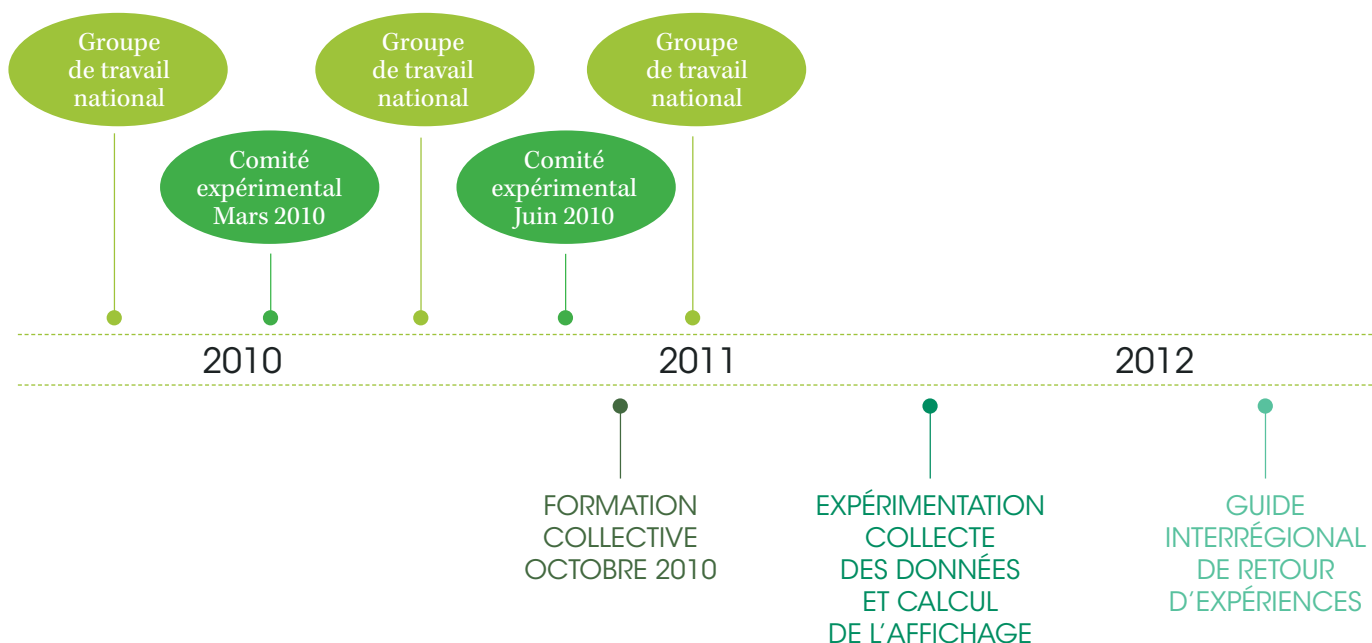 Groupe
de travail
national
Groupe
de travail
national
Groupe
de travail
national
Comité
expérimental
Mars 2010
Comité
expérimental
Juin 2010
2010
2011
2012
FORMATION
COLLECTIVE
OCTOBRE 2010
EXPÉRIMENTATION
COLLECTE
DES DONNÉES
ET CALCUL
DE L'AFFICHAGE
GUIDE
INTERRÉGIONAL
DE RETOUR
D'EXPÉRIENCES